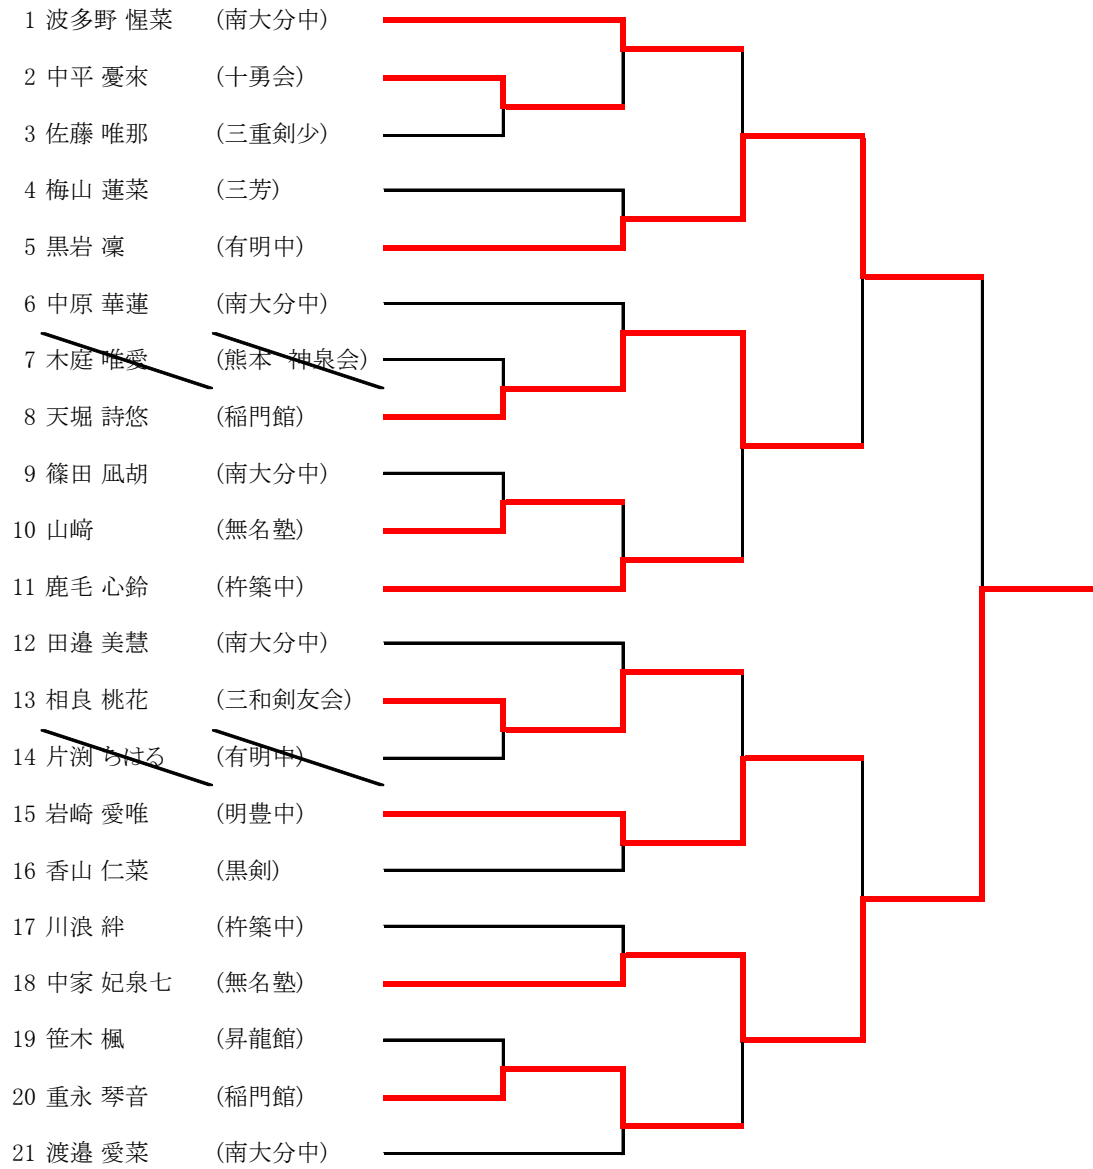 1 波多野 惺菜 (南大分中)
2 中平 憂來 (十勇会)
3 佐藤 唯那 (三重剣少)
4 梅山 蓮菜 (三芳)
5 黒岩 凜 (有明中)
6 中原 華蓮 (南大分中)
7 木庭 唯愛 (熊本 神泉会)
8 天堀 詩悠 (稲門館)
9 篠田 凪胡 (南大分中)
10 山﨑 (無名塾)
11 鹿毛 心鈴 (杵築中)
12 田邉 美慧 (南大分中)
13 相良 桃花 (三和剣友会)
14 片渕 ちはる (有明中)
15 岩崎 愛唯 (明豊中)
16 香山 仁菜 (黒剣)
17 川浪 絆 (杵築中)
18 中家 妃泉七 (無名塾)
19 笹木 楓 (昇龍館)
20 重永 琴音 (稲門館)
21 渡邉 愛菜 (南大分中)